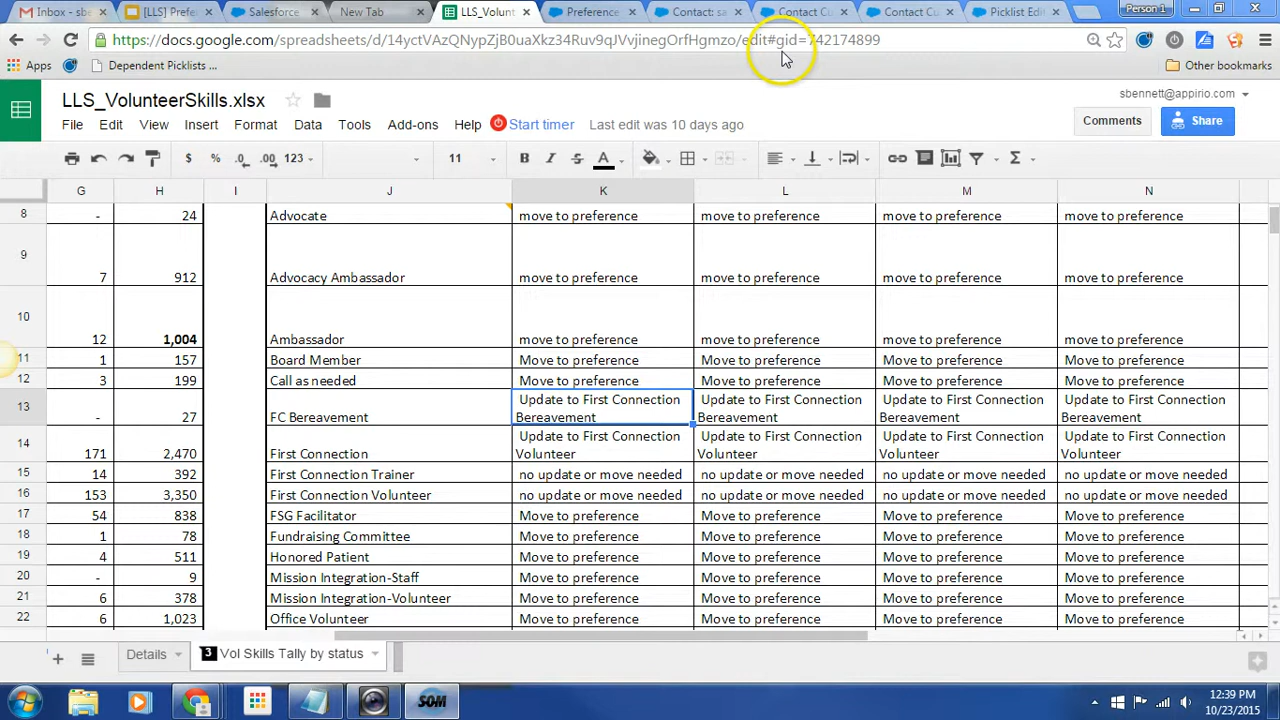 Inbox - sbe
[LLS] Prefe
Salesforce
New Tab
LLS_Volunt
Preference
Contact: sa
Contact Cu
Contact Cu
Picklist Edi
Person 1
https://docs.google.com/spreadsheets/d/14yctVAzQNypZjB0uaXkz34Ruv9qJVvjinegOrfHgmzo/edit#gid=742174899
Apps
Dependent Picklists ...
Other bookmarks
LLS_VolunteerSkills.xlsx
sbennett@appirio.com
File Edit View Insert Format Data Tools Add-ons Help Start timer Last edit was 10 days ago
Comments
Share
$ % .0 .00 123 11 B I S A Σ
G H I J K L M N
8 - 24 Advocate move to preference move to preference move to preference move to preference
9 7 912 Advocacy Ambassador move to preference move to preference move to preference move to preference
10 12 1,004 Ambassador move to preference move to preference move to preference move to preference
11 1 157 Board Member Move to preference Move to preference Move to preference Move to preference
12 3 199 Call as needed Move to preference Move to preference Move to preference Move to preference
Update to First Connection Update to First Connection Update to First Connection Update to First Connection
13 - 27 FC Bereavement Bereavement Bereavement Bereavement Bereavement
Update to First Connection Update to First Connection Update to First Connection Update to First Connection
14 171 2,470 First Connection Volunteer Volunteer Volunteer Volunteer
15 14 392 First Connection Trainer no update or move needed no update or move needed no update or move needed no update or move needed
16 153 3,350 First Connection Volunteer no update or move needed no update or move needed no update or move needed no update or move needed
17 54 838 FSG Facilitator Move to preference Move to preference Move to preference Move to preference
18 1 78 Fundraising Committee Move to preference Move to preference Move to preference Move to preference
19 4 511 Honored Patient Move to preference Move to preference Move to preference Move to preference
20 - 9 Mission Integration-Staff Move to preference Move to preference Move to preference Move to preference
21 6 378 Mission Integration-Volunteer Move to preference Move to preference Move to preference Move to preference
22 6 1,023 Office Volunteer Move to preference Move to preference Move to preference Move to preference
Details
3 Vol Skills Tally by status
SOM
12:39 PM
10/23/2015